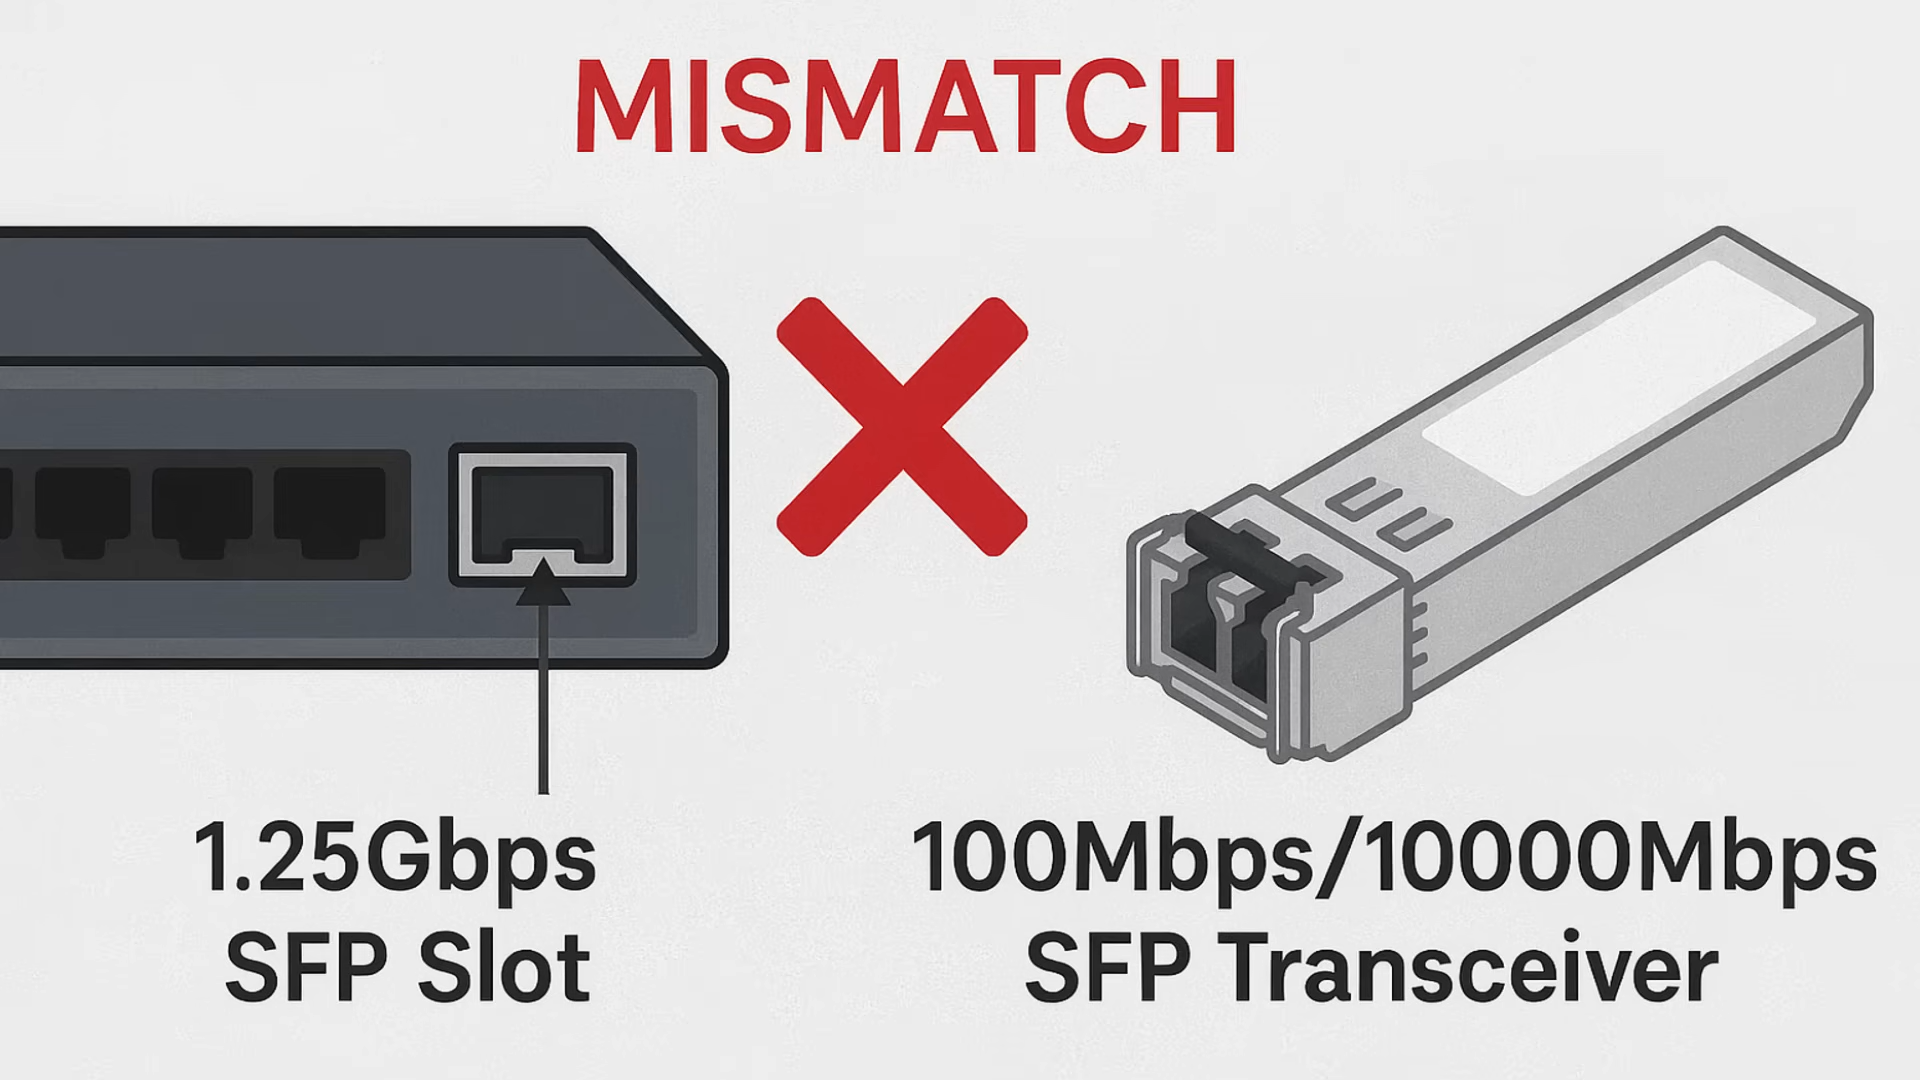 MISMATCH
1.25Gbps
SFP Slot
100Mbps/10000Mbps
SFP Transceiver